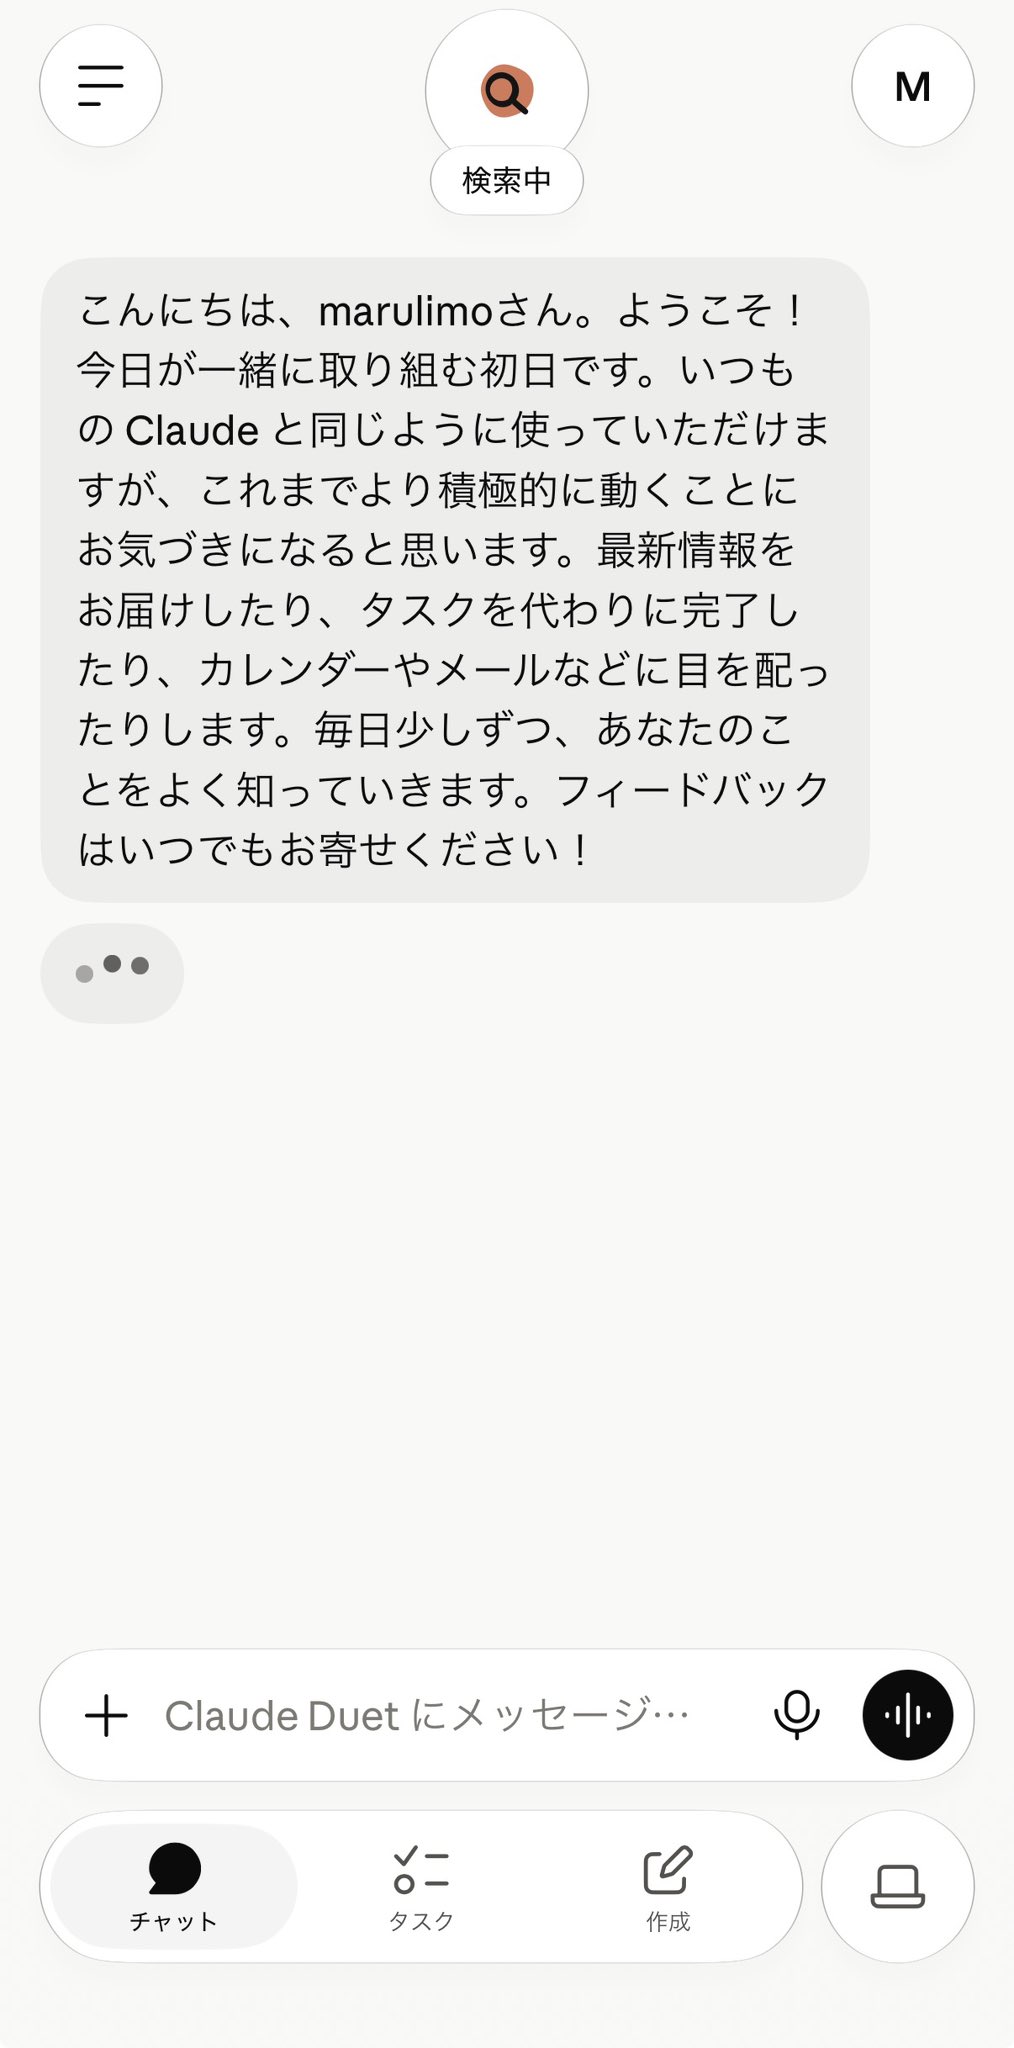 M
検索中
こんにちは、marulimoさん。ようこそ！
今日が一緒に取り組む初日です。いつも
の Claude と同じように使っていただけま
すが、これまでより積極的に動くことに
お気づきになると思います。最新情報を
お届けしたり、タスクを代わりに完了し
たり、カレンダーやメールなどに目を配っ
たりします。毎日少しずつ、あなたのこ
とをよく知っていきます。フィードバック
はいつでもお寄せください！
Claude Duet にメッセージ…
チャット
タスク
作成